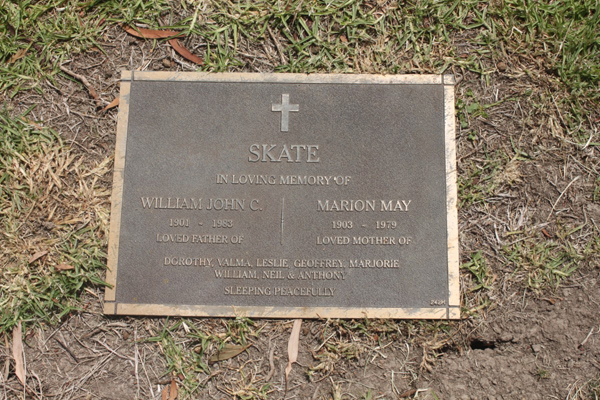 SKATE
IN LOVING MEMORY OF
WILLIAM JOHN C. MARION MAY
1901 - 1983 1903 - 1979
LOVED FATHER OF LOVED MOTHER OF
DOROTHY, VALMA, LESLIE, GEOFFREY, MARJORIE
WILLIAM, NEIL & ANTHONY
SLEEPING PEACEFULLY